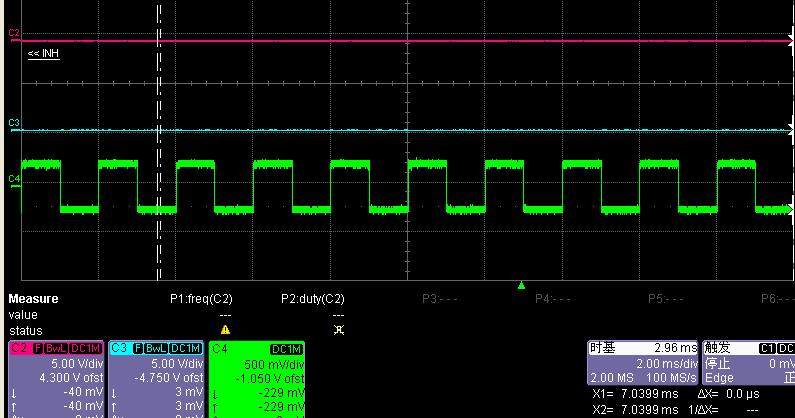 C2
<< INH
C3
C4
Measure P1:freq(C2) P2:duty(C2) P3:- - - P4:- - - P5:- - - P6:- - -
value --- ---
status
C2 F BwL DC1M C3 F BwL DC1M C4 DC1M 时基 2.96 ms 触发 C1 DC
5.00 V/div 5.00 V/div 500 mV/div 2.00 ms/div 停止 0 mV
4.300 V ofst -4.750 V ofst -1.050 V ofst 2.00 MS 100 MS/s Edge 正
↓ -40 mV ↓ 3 mV ↓ -229 mV X1= 7.0399 ms ΔX= 0.0 µs
↑ -40 mV ↑ 3 mV ↑ -229 mV X2= 7.0399 ms 1/ΔX= ---